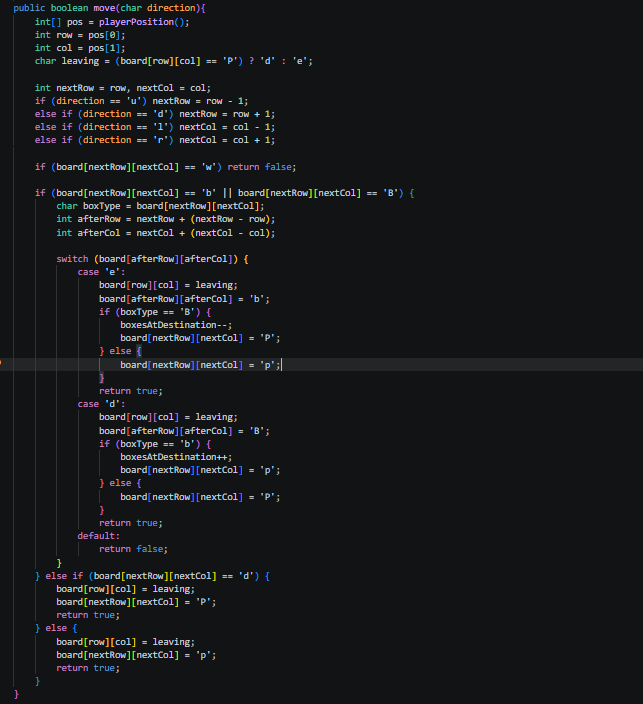 public boolean move(char direction){
    int[] pos = playerPosition();
    int row = pos[0];
    int col = pos[1];
    char leaving = (board[row][col] == 'P') ? 'd' : 'e';

    int nextRow = row, nextCol = col;
    if (direction == 'u') nextRow = row - 1;
    else if (direction == 'd') nextRow = row + 1;
    else if (direction == 'l') nextCol = col - 1;
    else if (direction == 'r') nextCol = col + 1;

    if (board[nextRow][nextCol] == 'w') return false;

    if (board[nextRow][nextCol] == 'b' || board[nextRow][nextCol] == 'B') {
        char boxType = board[nextRow][nextCol];
        int afterRow = nextRow + (nextRow - row);
        int afterCol = nextCol + (nextCol - col);

        switch (board[afterRow][afterCol]) {
            case 'e':
                board[row][col] = leaving;
                board[afterRow][afterCol] = 'b';
                if (boxType == 'B') {
                    boxesAtDestination--;
                    board[nextRow][nextCol] = 'P';
                } else {
                    board[nextRow][nextCol] = 'p';
                }
                return true;
            case 'd':
                board[row][col] = leaving;
                board[afterRow][afterCol] = 'B';
                if (boxType == 'b') {
                    boxesAtDestination++;
                    board[nextRow][nextCol] = 'p';
                } else {
                    board[nextRow][nextCol] = 'P';
                }
                return true;
            default:
                return false;
        }
    } else if (board[nextRow][nextCol] == 'd') {
        board[row][col] = leaving;
        board[nextRow][nextCol] = 'P';
        return true;
    } else {
        board[row][col] = leaving;
        board[nextRow][nextCol] = 'p';
        return true;
    }
}